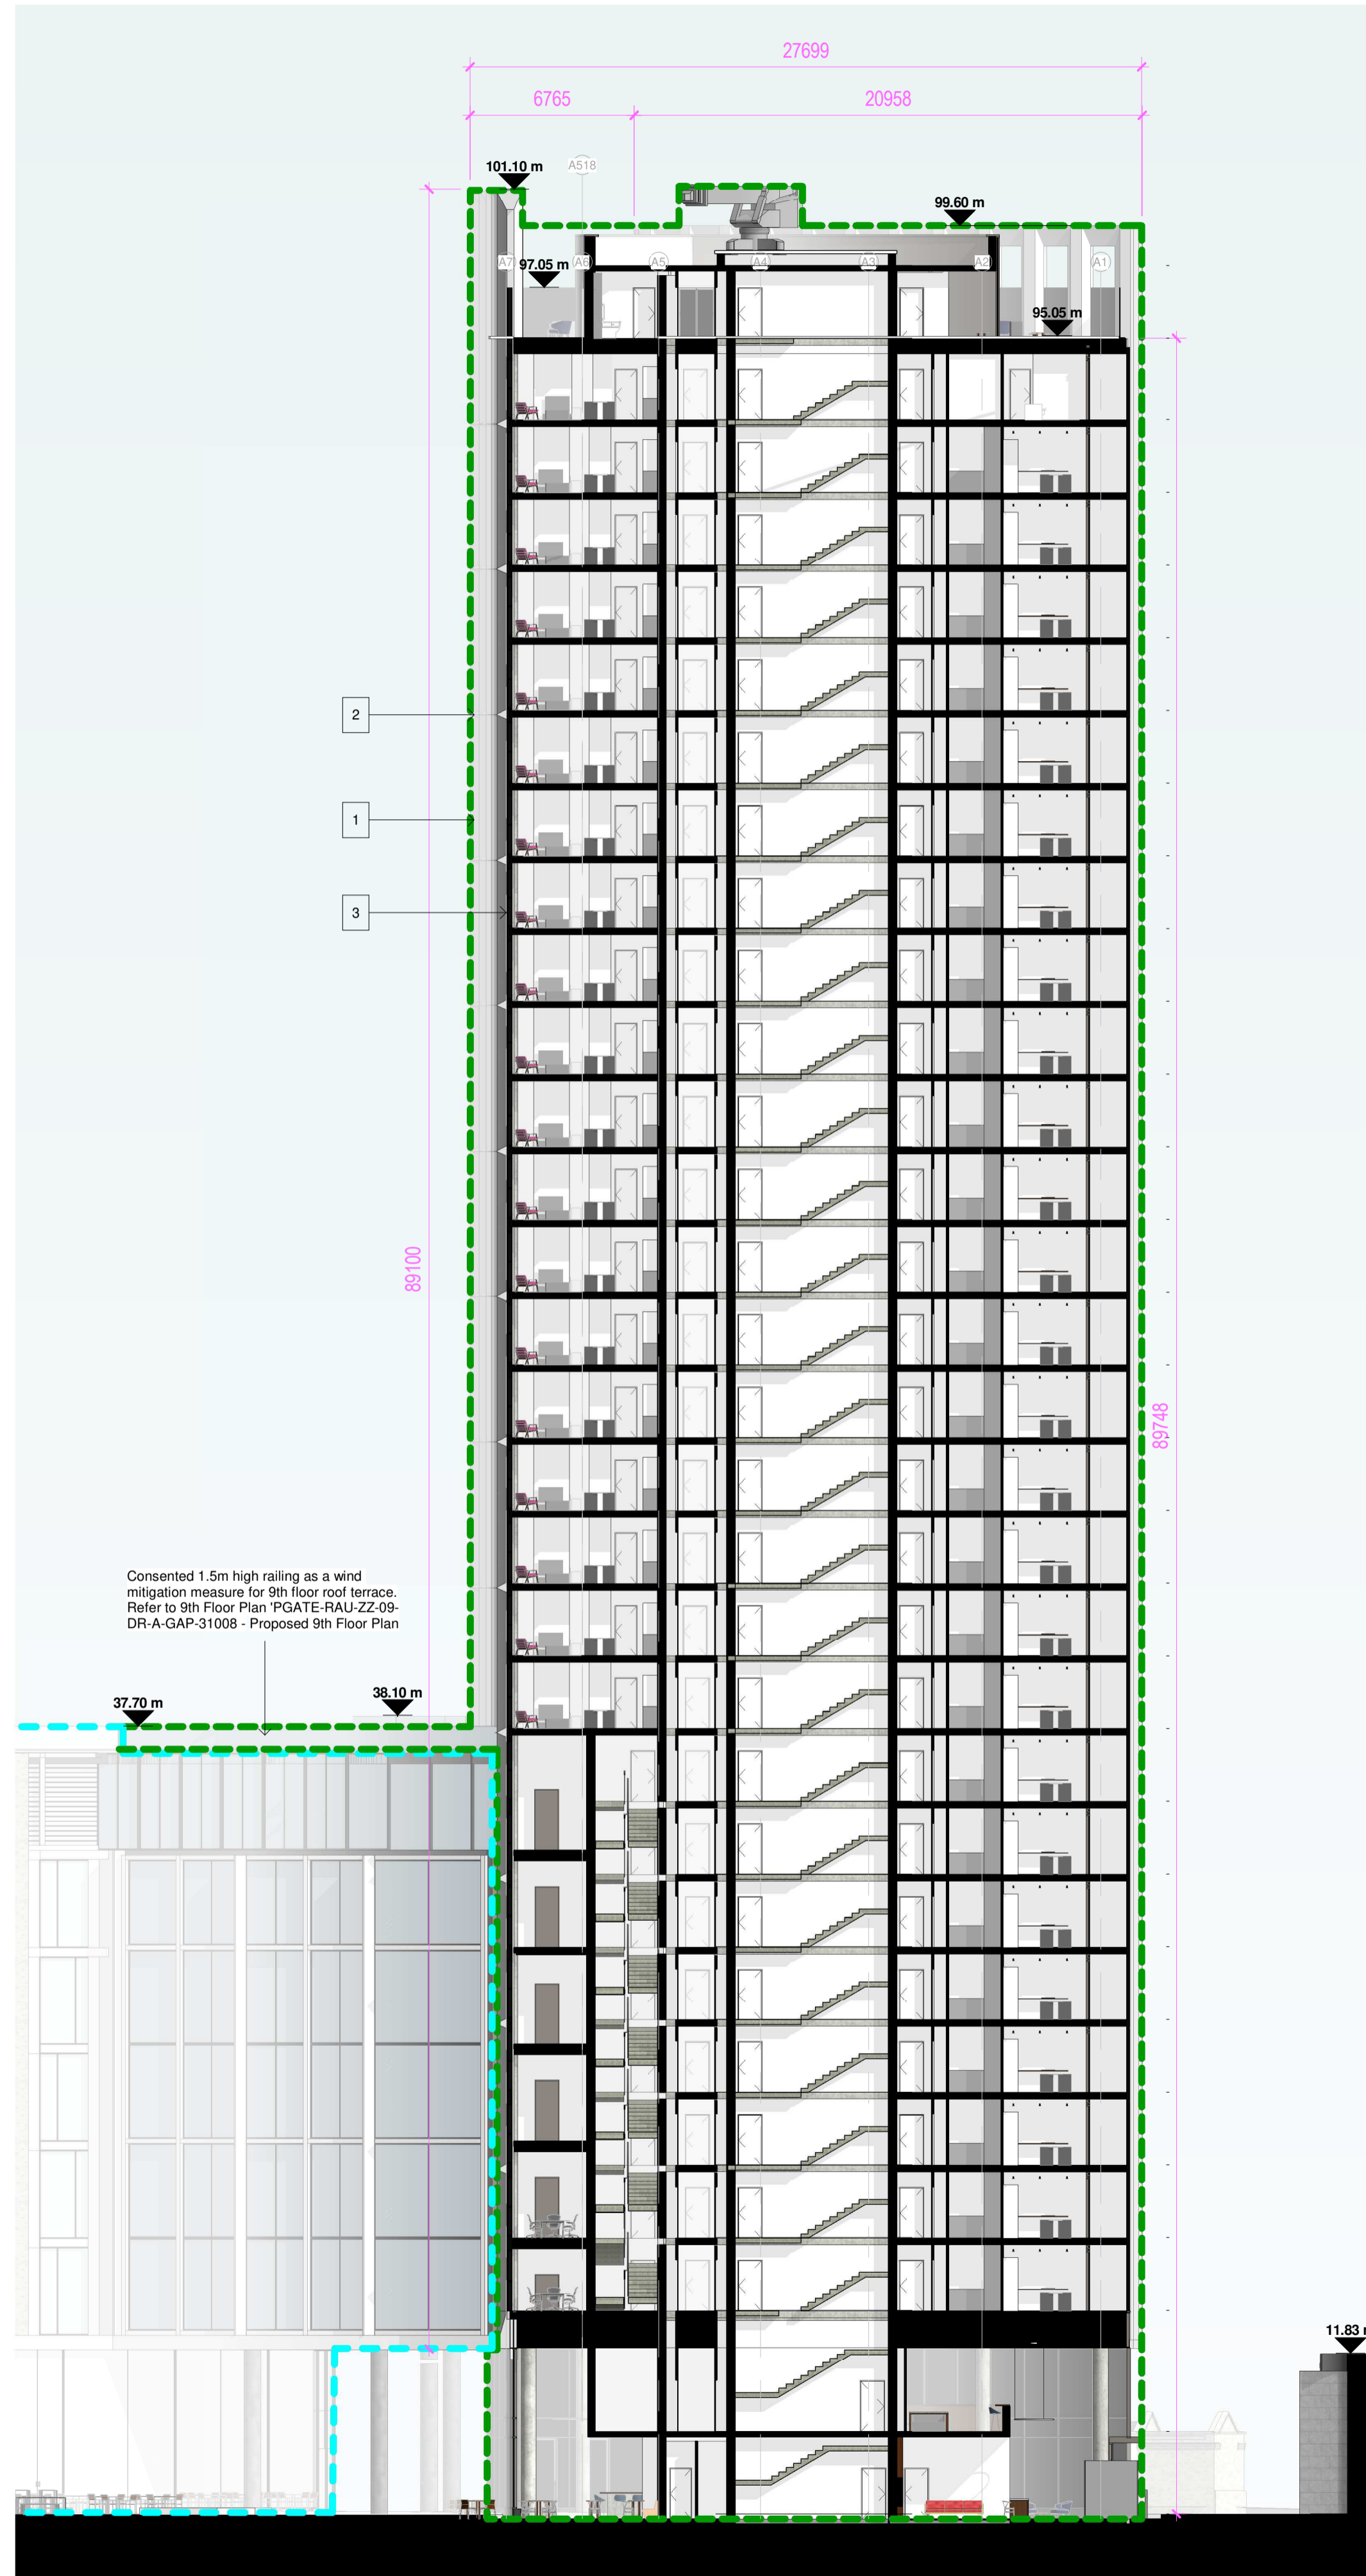 27699
6765
20958
101.10 m
A518
99.60 m
A7
97.05 m
A6
A5
A4
A3
A2
A1
95.05 m
2
1
3
89100
89748
Consented 1.5m high railing as a wind
mitigation measure for 9th floor roof terrace.
Refer to 9th Floor Plan 'PGATE-RAU-ZZ-09-
DR-A-GAP-31008 - Proposed 9th Floor Plan
37.70 m
38.10 m
11.83 m